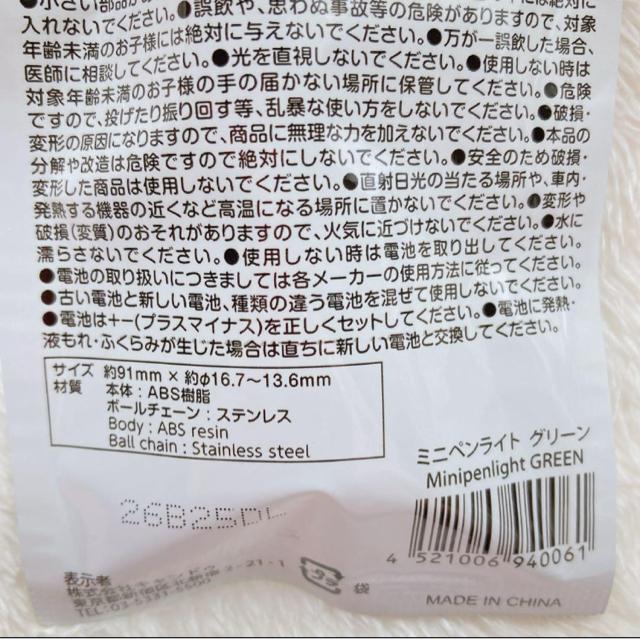 ●小さい部品が
入れないでください。●誤飲や、思わぬ事故等の危険がありますので、対象
年齢未満のお子様には絶対に与えないでください。●万が一誤飲した場合、
医師に相談してください。●光を直視しないでください。●使用しない時は
対象年齢未満のお子様の手の届かない場所に保管してください。●危険
ですので、投げたり振り回す等、乱暴な使い方をしないでください。●破損・
変形の原因になりますので、商品に無理な力を加えないでください。●本品の
分解や改造は危険ですので絶対にしないでください。●安全のため破損・
変形した商品は使用しないでください。●直射日光の当たる場所や、車内・
発熱する機器の近くなど高温になる場所に置かないでください。●変形や
破損(変質)のおそれがありますので、火気に近づけないでください。●水に
濡らさないでください。●使用しない時は電池を取り出してください。
●電池の取り扱いにつきましては各メーカーの使用方法に従ってください。
●古い電池と新しい電池、種類の違う電池を混ぜて使用しないでください。
●電池は+−(プラスマイナス)を正しくセットしてください。●電池に発熱・
液もれ・ふくらみが生じた場合は直ちに新しい電池と交換してください。
サイズ 約91mm × 約φ16.7〜13.6mm
材質 本体：ABS樹脂
ボールチェーン：ステンレス
Body : ABS resin
Ball chain : Stainless steel
ミニペンライト グリーン
Minipenlight GREEN
26B25DL
4 521006 940061
表示者
株式会社
東京都新宿区 2-21-1
TEL:03-5331-5500
プラ 袋
MADE IN CHINA